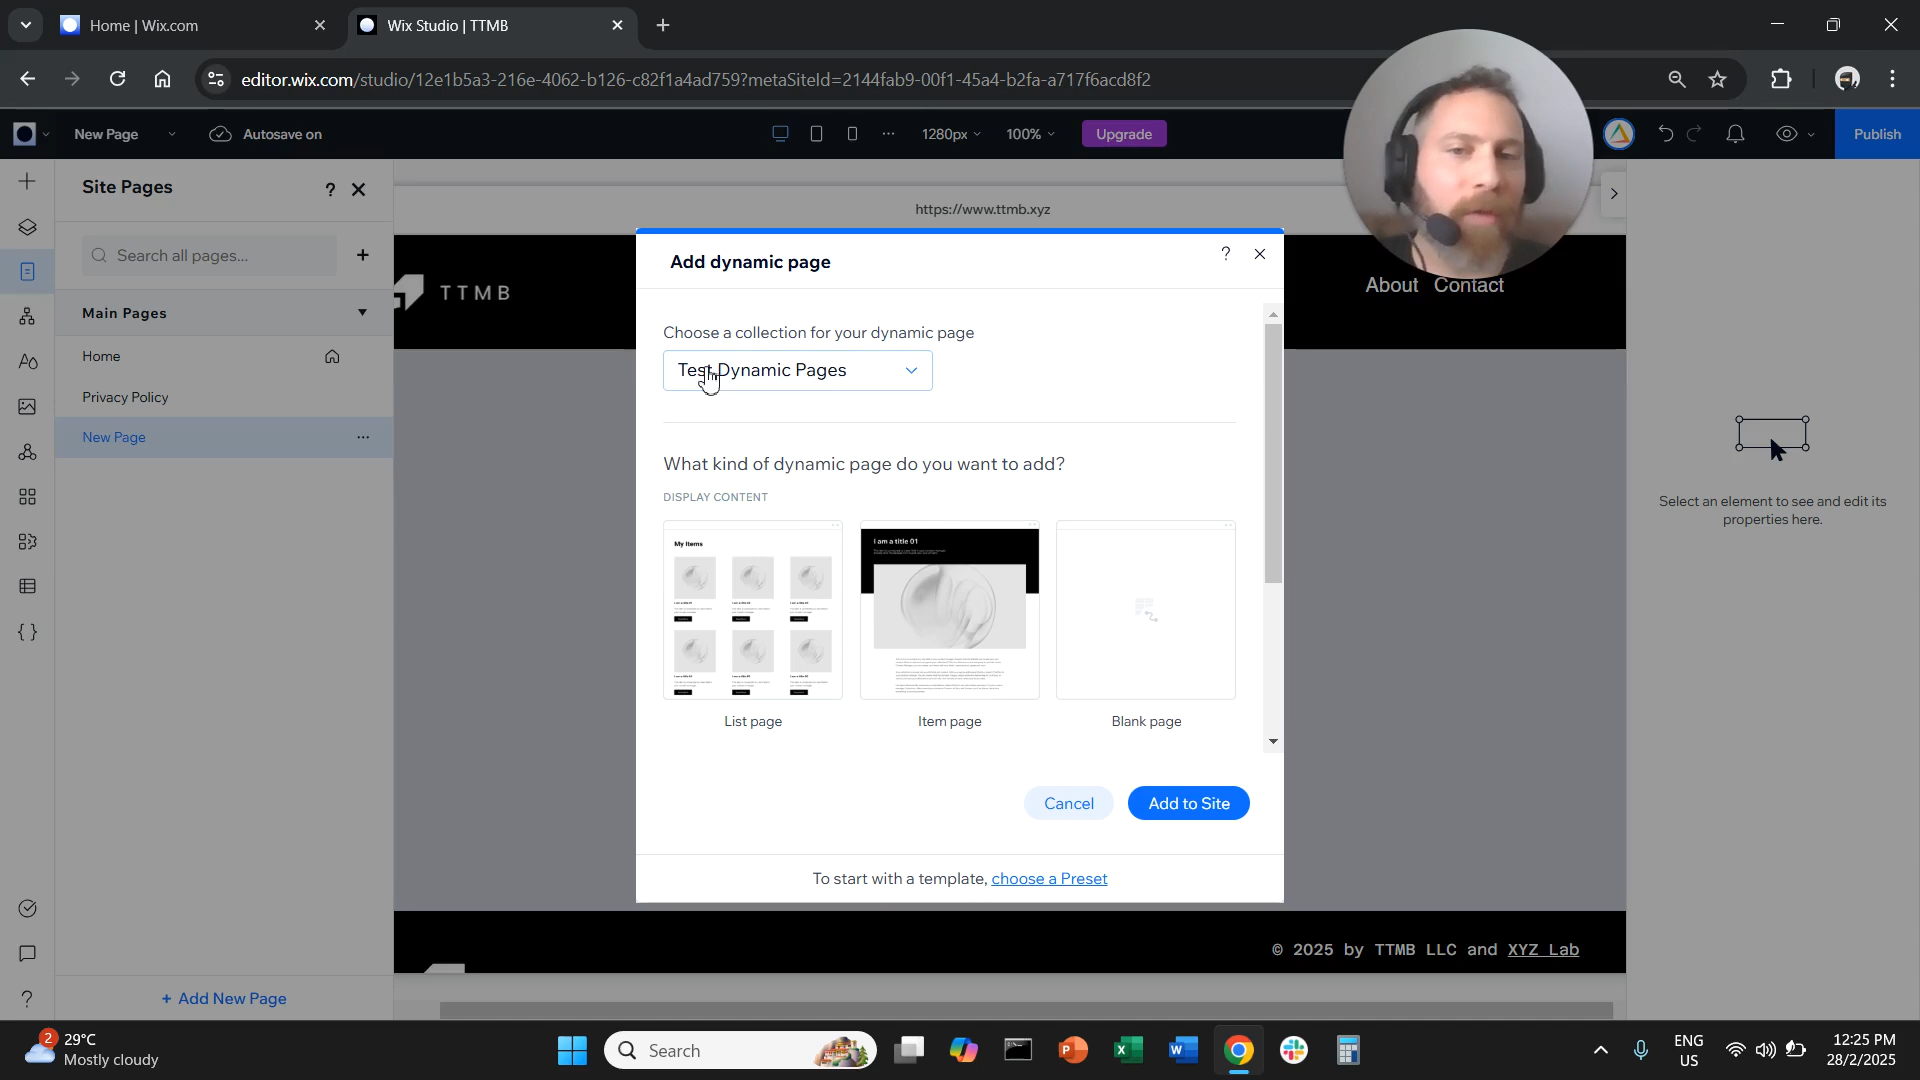 Home | Wix.com
Wix Studio | TTMB
editor.wix.com/studio/12e1b5a3-216e-4062-b126-c82f1a4ad759?metaSiteId=2144fab9-00f1-45a4-b2fa-a717f6acd8f2
New Page
Autosave on
1280px
100%
Upgrade
Publish
Site Pages
?
Search all pages...
Main Pages
Home
Privacy Policy
New Page
+ Add New Page
https://www.ttmb.xyz
TTMB
About Contact
Add dynamic page
?
Choose a collection for your dynamic page
Test Dynamic Pages
What kind of dynamic page do you want to add?
DISPLAY CONTENT
My Items
I am a title 01
List page
Item page
Blank page
Cancel
Add to Site
To start with a template, choose a Preset
Select an element to see and edit its
properties here.
© 2025 by TTMB LLC and XYZ Lab
2
29°C
Mostly cloudy
Search
ENG
US
12:25 PM
28/2/2025